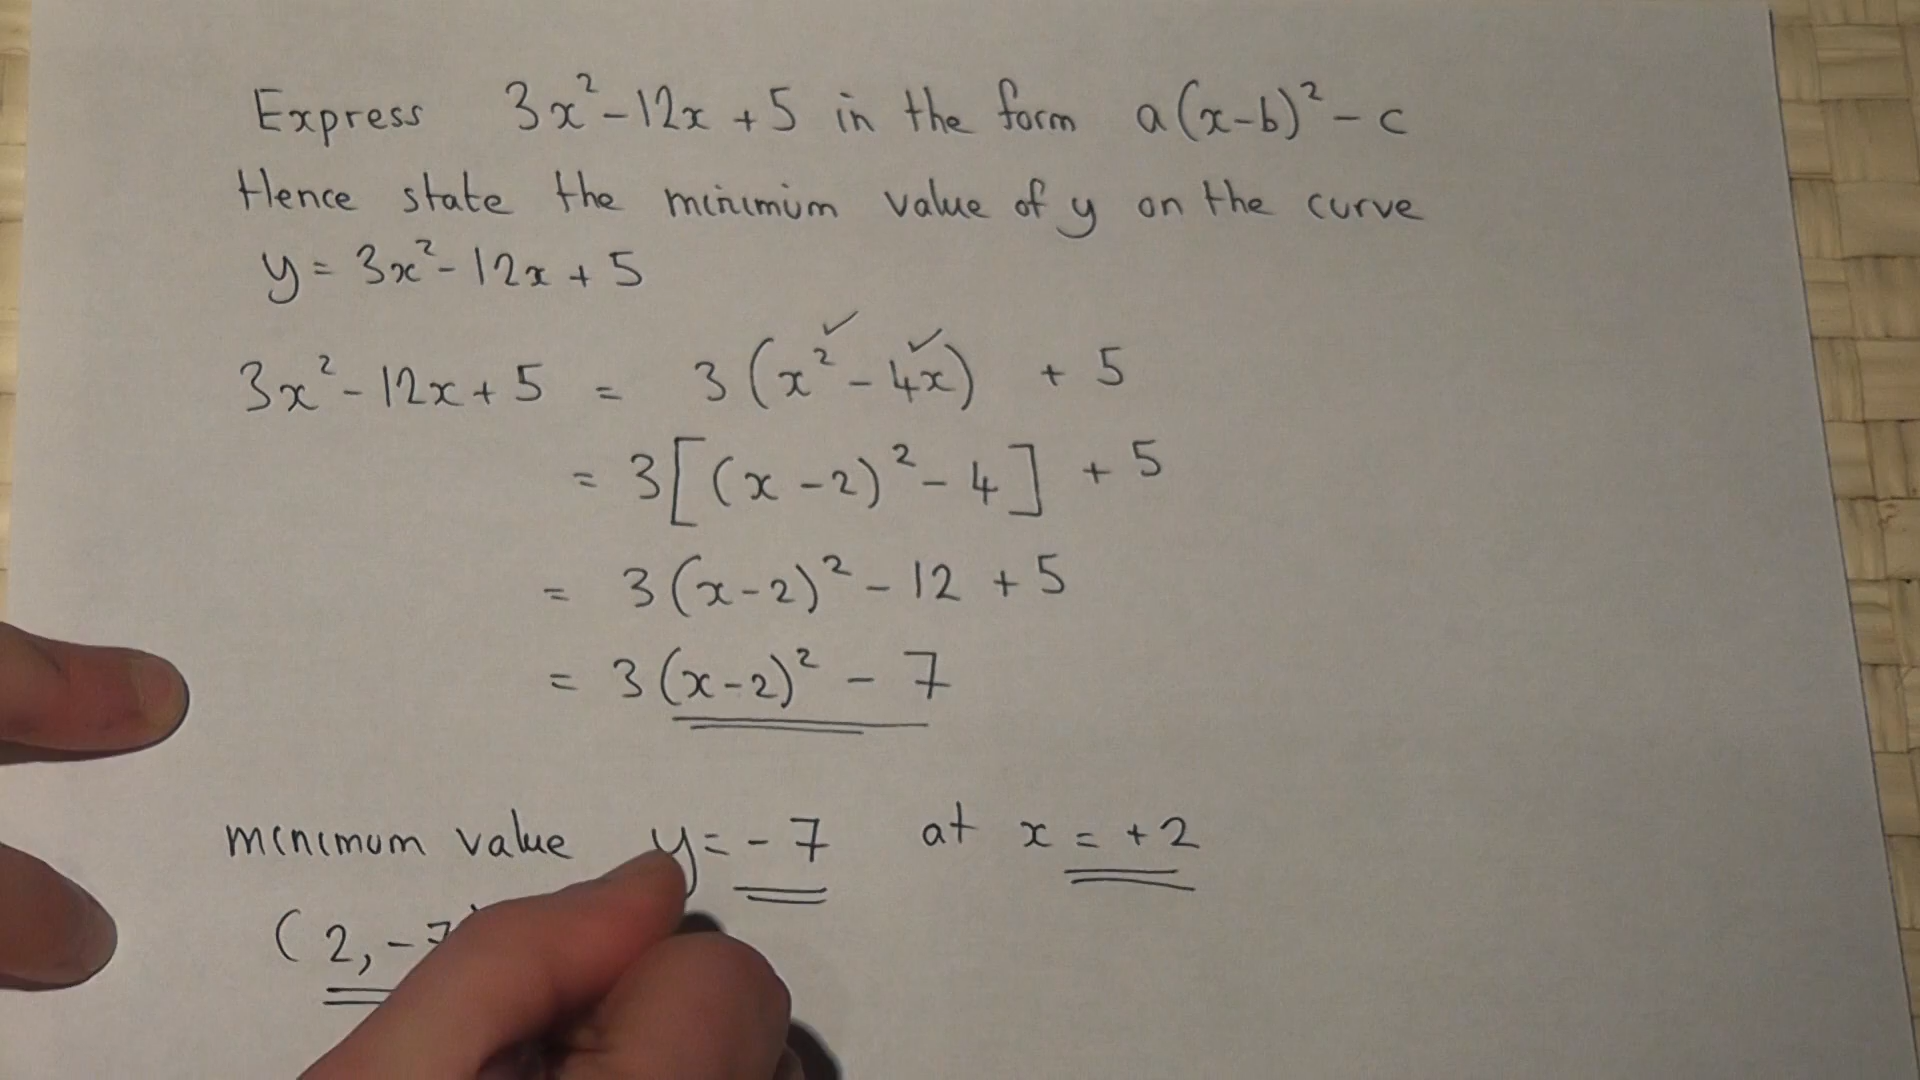 Express 3x² - 12x + 5 in the form a(x-b)² - c
Hence state the minimum value of y on the curve
y = 3x² - 12x + 5
3x² - 12x + 5 = 3(x² - 4x) + 5
= 3[(x - 2)² - 4] + 5
= 3(x-2)² - 12 + 5
= 3(x-2)² - 7
minimum value y = -7 at x = +2
(2, -7)